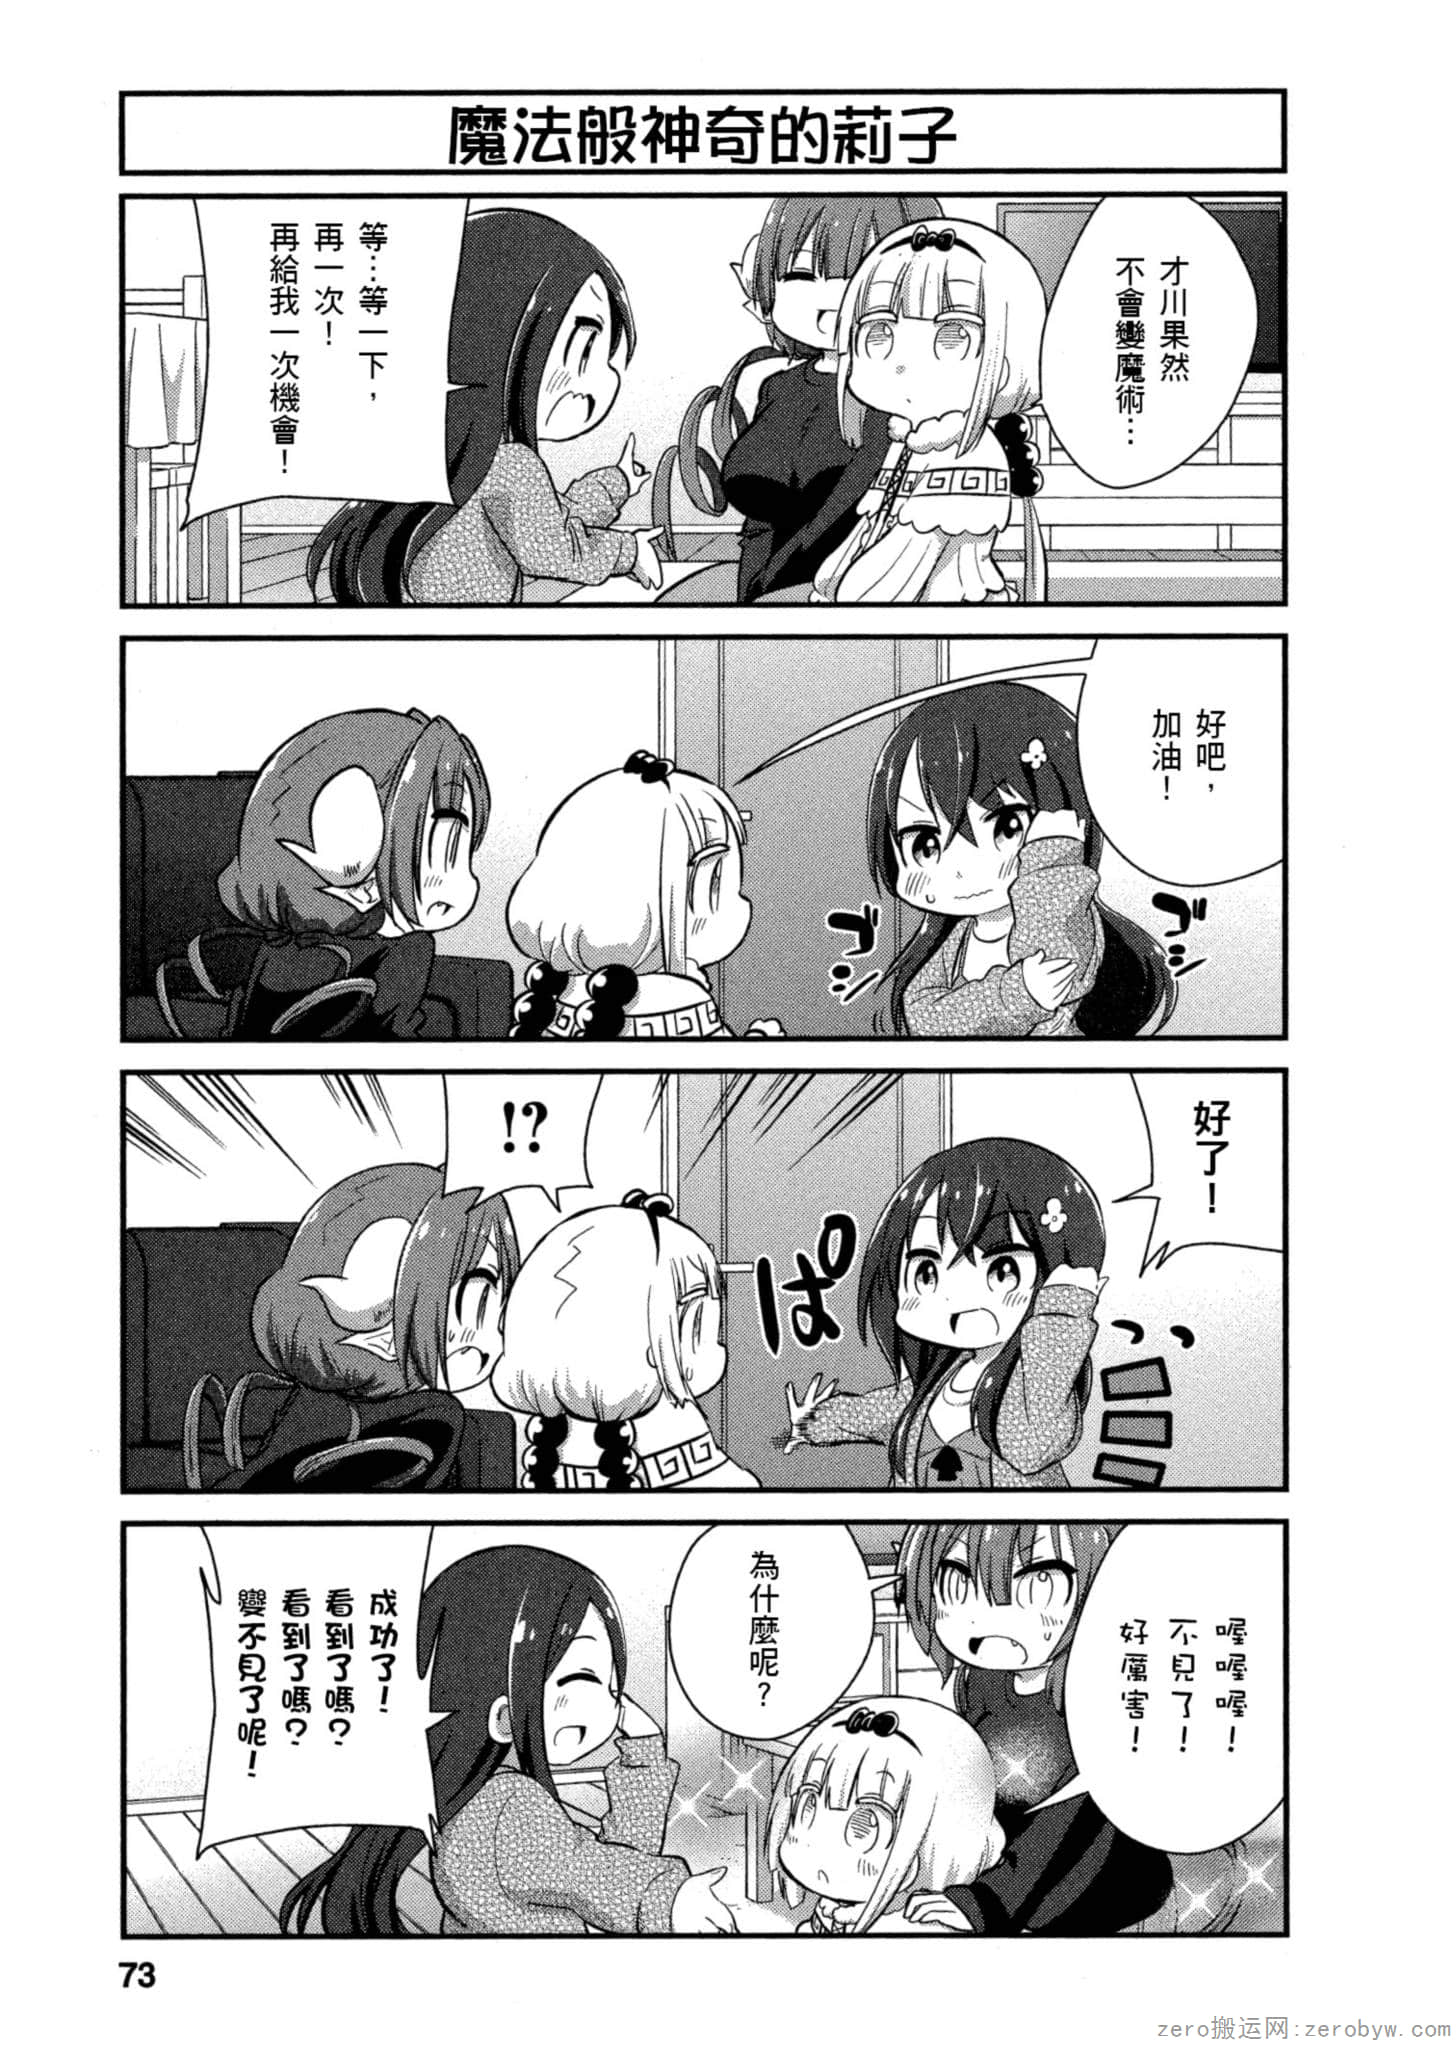 魔法般神奇的莉子
才川果然
不會變魔術…
等…等一下，
再一次！
再給我一次機會！
好吧，
加油！
ゴシ
ゴシ
好了！
!?
ぱっ
喔喔喔！
不見了！
好厲害！
為什麼呢？
成功了！
看到了嗎？
看到了嗎？
變不見了呢！
73
zero搬运网:zerobyw.com